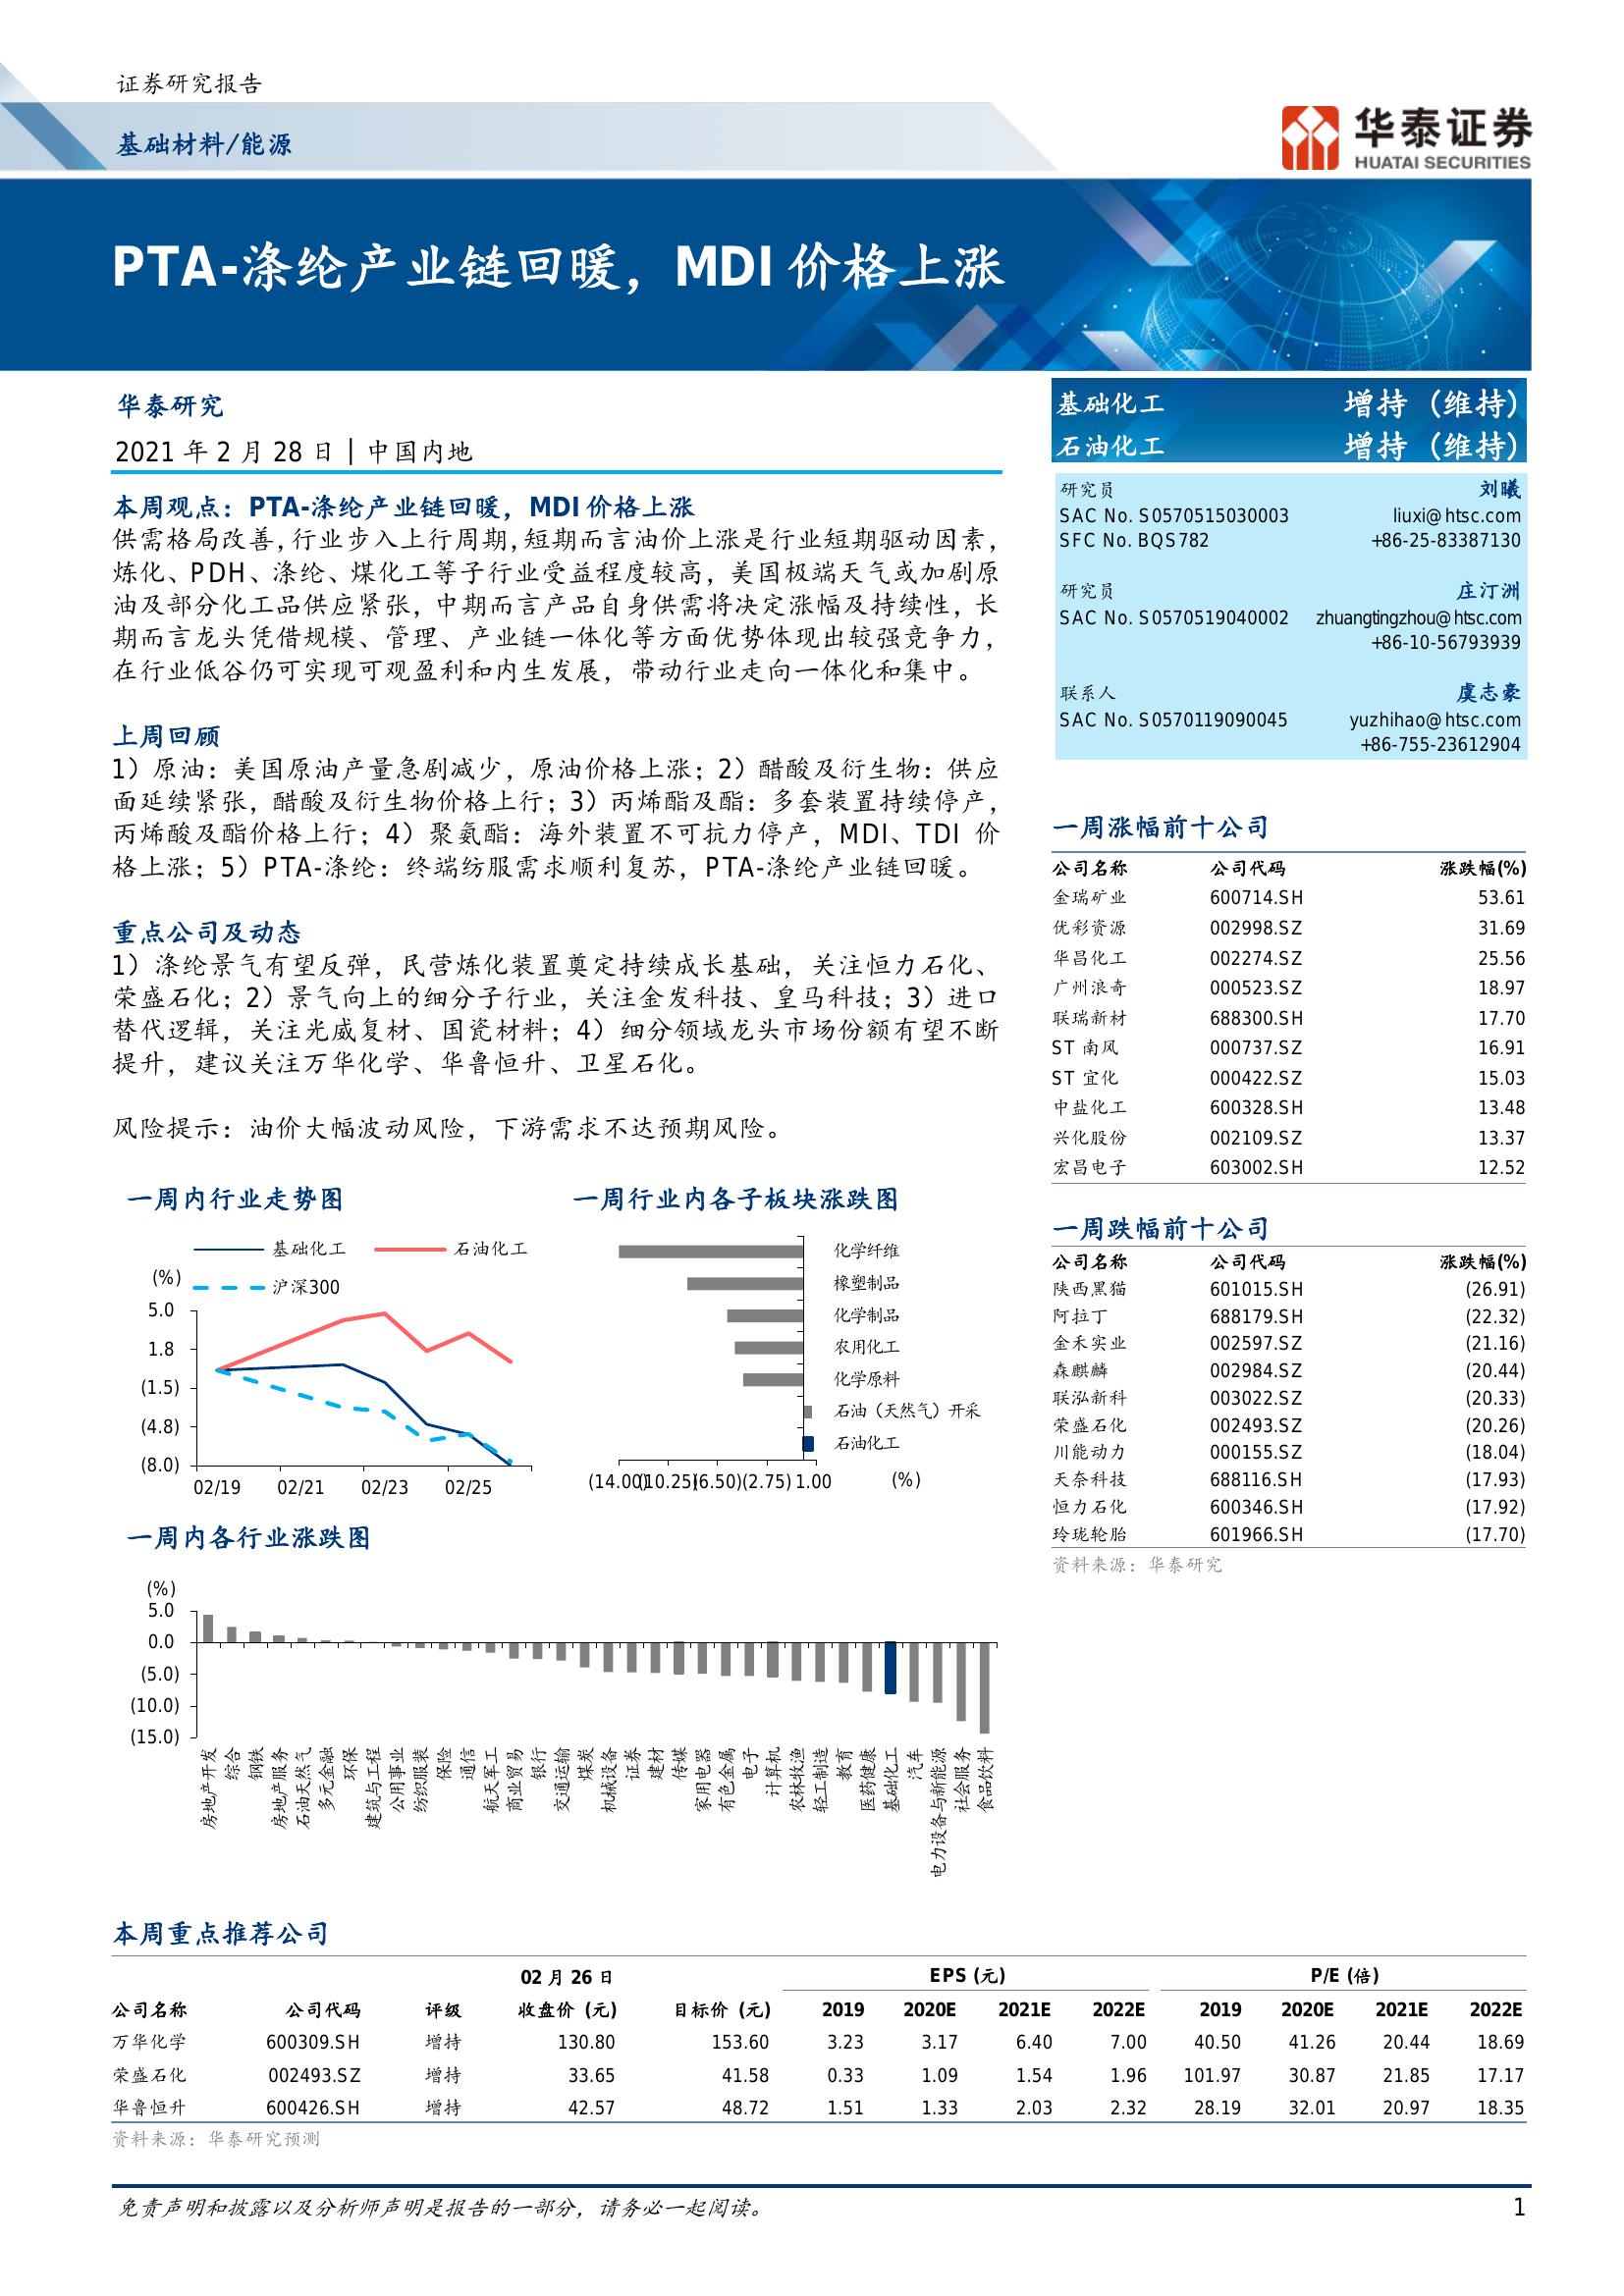 证券研究报告
基础材料/能源
华泰证券
HUATAI SECURITIES
PTA-涤纶产业链回暖，MDI 价格上涨
华泰研究
2021 年 2 月 28 日│中国内地
本周观点：PTA-涤纶产业链回暖，MDI 价格上涨
供需格局改善，行业步入上行周期，短期而言油价上涨是行业短期驱动因素，
炼化、PDH、涤纶、煤化工等子行业受益程度较高，美国极端天气或加剧原
油及部分化工品供应紧张，中期而言产品自身供需将决定涨幅及持续性，长
期而言龙头凭借规模、管理、产业链一体化等方面优势体现出较强竞争力，
在行业低谷仍可实现可观盈利和内生发展，带动行业走向一体化和集中。
上周回顾
1）原油：美国原油产量急剧减少，原油价格上涨；2）醋酸及衍生物：供应
面延续紧张，醋酸及衍生物价格上行；3）丙烯酯及酯：多套装置持续停产，
丙烯酸及酯价格上行；4）聚氨酯：海外装置不可抗力停产，MDI、TDI 价
格上涨；5）PTA-涤纶：终端纺服需求顺利复苏，PTA-涤纶产业链回暖。
重点公司及动态
1）涤纶景气有望反弹，民营炼化装置奠定持续成长基础，关注恒力石化、
荣盛石化；2）景气向上的细分子行业，关注金发科技、皇马科技；3）进口
替代逻辑，关注光威复材、国瓷材料；4）细分领域龙头市场份额有望不断
提升，建议关注万华化学、华鲁恒升、卫星石化。
风险提示：油价大幅波动风险，下游需求不达预期风险。
一周内行业走势图
基础化工 石油化工
沪深300
(%)
5.0
1.8
(1.5)
(4.8)
(8.0)
02/19 02/21 02/23 02/25
一周行业内各子板块涨跌图
化学纤维
橡塑制品
化学制品
农用化工
化学原料
石油（天然气）开采
石油化工
(14.00)(10.25)(6.50)(2.75) 1.00 (%)
一周内各行业涨跌图
(%)
5.0
0.0
(5.0)
(10.0)
(15.0)
房地产开发 综合 钢铁 房地产服务 石油天然气 多元金融 环保 建筑与工程 公用事业 纺织服装 保险 通信 航天军工 商业贸易 银行 交通运输 煤炭 机械设备 证券 建材 传媒 家用电器 有色金属 电子 计算机 农林牧渔 轻工制造 教育 医药健康 基础化工 汽车 电力设备与新能源 社会服务 食品饮料
基础化工 增持 (维持)
石油化工 增持 (维持)
研究员 刘曦
SAC No. S0570515030003 liuxi@htsc.com
SFC No. BQS782 +86-25-83387130
研究员 庄汀洲
SAC No. S0570519040002 zhuangtingzhou@htsc.com
+86-10-56793939
联系人 虞志豪
SAC No. S0570119090045 yuzhihao@htsc.com
+86-755-23612904
一周涨幅前十公司
公司名称 公司代码 涨跌幅(%)
金瑞矿业 600714.SH 53.61
优彩资源 002998.SZ 31.69
华昌化工 002274.SZ 25.56
广州浪奇 000523.SZ 18.97
联瑞新材 688300.SH 17.70
ST 南风 000737.SZ 16.91
ST 宜化 000422.SZ 15.03
中盐化工 600328.SH 13.48
兴化股份 002109.SZ 13.37
宏昌电子 603002.SH 12.52
一周跌幅前十公司
公司名称 公司代码 涨跌幅(%)
陕西黑猫 601015.SH (26.91)
阿拉丁 688179.SH (22.32)
金禾实业 002597.SZ (21.16)
森麒麟 002984.SZ (20.44)
联泓新科 003022.SZ (20.33)
荣盛石化 002493.SZ (20.26)
川能动力 000155.SZ (18.04)
天奈科技 688116.SH (17.93)
恒力石化 600346.SH (17.92)
玲珑轮胎 601966.SH (17.70)
资料来源：华泰研究
本周重点推荐公司
02 月 26 日 EPS (元) P/E (倍)
公司名称 公司代码 评级 收盘价 (元) 目标价 (元) 2019 2020E 2021E 2022E 2019 2020E 2021E 2022E
万华化学 600309.SH 增持 130.80 153.60 3.23 3.17 6.40 7.00 40.50 41.26 20.44 18.69
荣盛石化 002493.SZ 增持 33.65 41.58 0.33 1.09 1.54 1.96 101.97 30.87 21.85 17.17
华鲁恒升 600426.SH 增持 42.57 48.72 1.51 1.33 2.03 2.32 28.19 32.01 20.97 18.35
资料来源：华泰研究预测
免责声明和披露以及分析师声明是报告的一部分，请务必一起阅读。 1